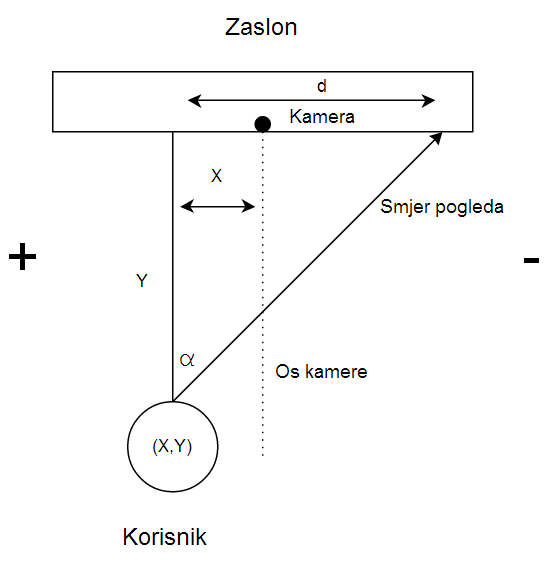 Zaslon
d
Kamera
X
Smjer pogleda
+
-
Y
α
Os kamere
(X,Y)
Korisnik